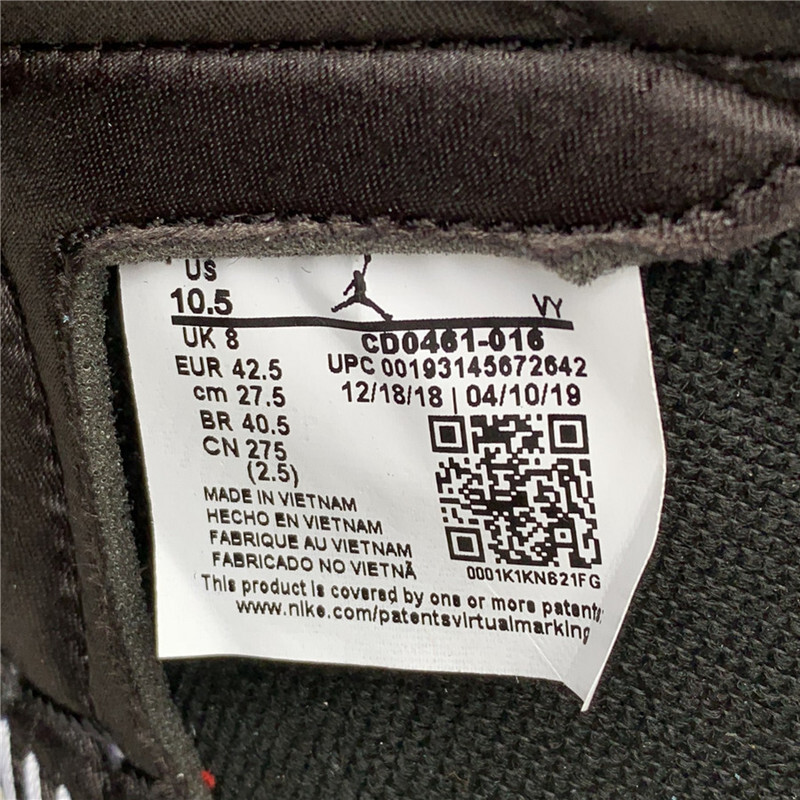 US
10.5 VY
UK 8 CD0461-016
EUR 42.5 UPC 00193145672642
cm 27.5 12/18/18 | 04/10/19
BR 40.5
CN 275
(2.5)
MADE IN VIETNAM
HECHO EN VIETNAM
FABRIQUE AU VIETNAM
FABRICADO NO VIETNÃ
0001K1KN621FG
This product is covered by one or more patents
www.nike.com/patentsvirtualmarking